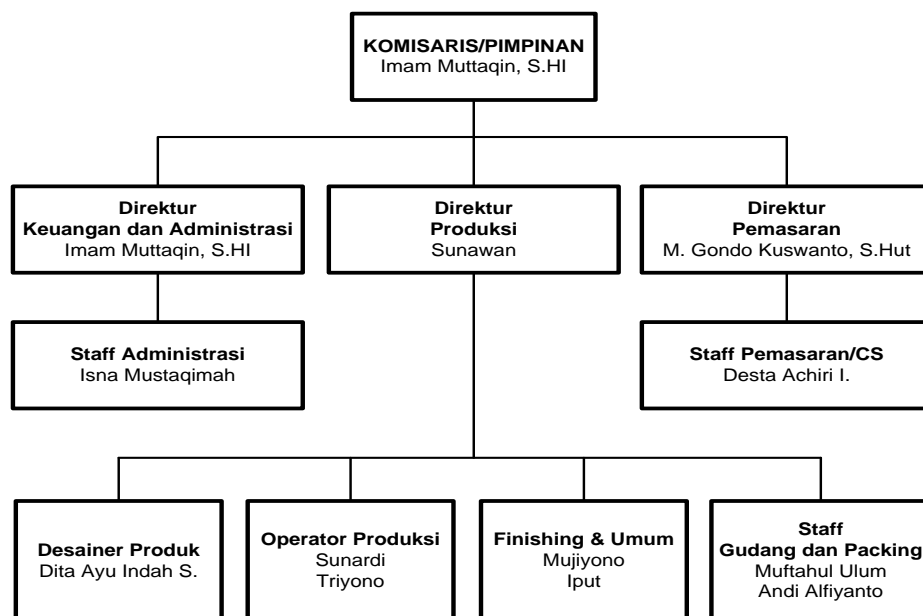 KOMISARIS/PIMPINAN
Imam Muttaqin, S.HI
Direktur
Keuangan dan Administrasi
Imam Muttaqin, S.HI
Direktur
Produksi
Sunawan
Direktur
Pemasaran
M. Gondo Kuswanto, S.Hut
Staff Administrasi
Isna Mustaqimah
Staff Pemasaran/CS
Desta Achiri I.
Desainer Produk
Dita Ayu Indah S.
Operator Produksi
Sunardi
Triyono
Finishing & Umum
Mujiyono
Iput
Staff
Gudang dan Packing
Muftahul Ulum
Andi Alfiyanto